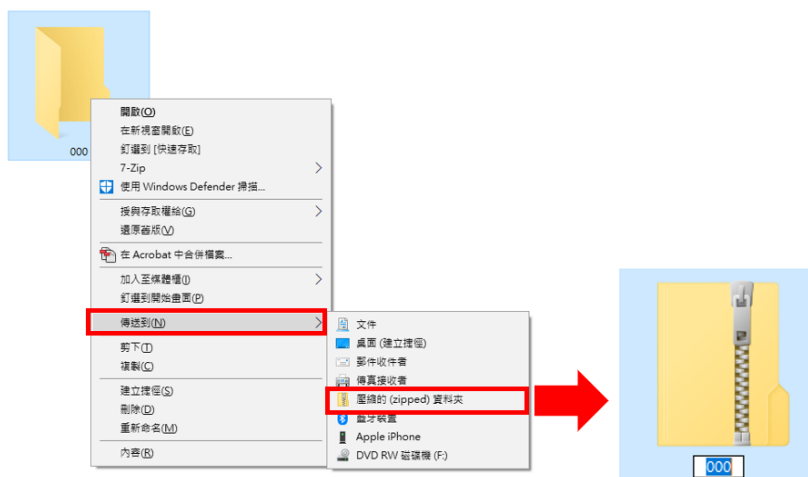 000
開啟(O)
在新視窗開啟(E)
釘選到 [快速存取]
7-Zip
使用 Windows Defender 掃描...
授與存取權給(G)
還原舊版(V)
在 Acrobat 中合併檔案...
加入至媒體櫃(I)
釘選到開始畫面(P)
傳送到(N)
剪下(T)
複製(C)
建立捷徑(S)
刪除(D)
重新命名(M)
內容(R)
文件
桌面 (建立捷徑)
郵件收件者
傳真接收者
壓縮的 (zipped) 資料夾
藍牙裝置
Apple iPhone
DVD RW 磁碟機 (F:)
000